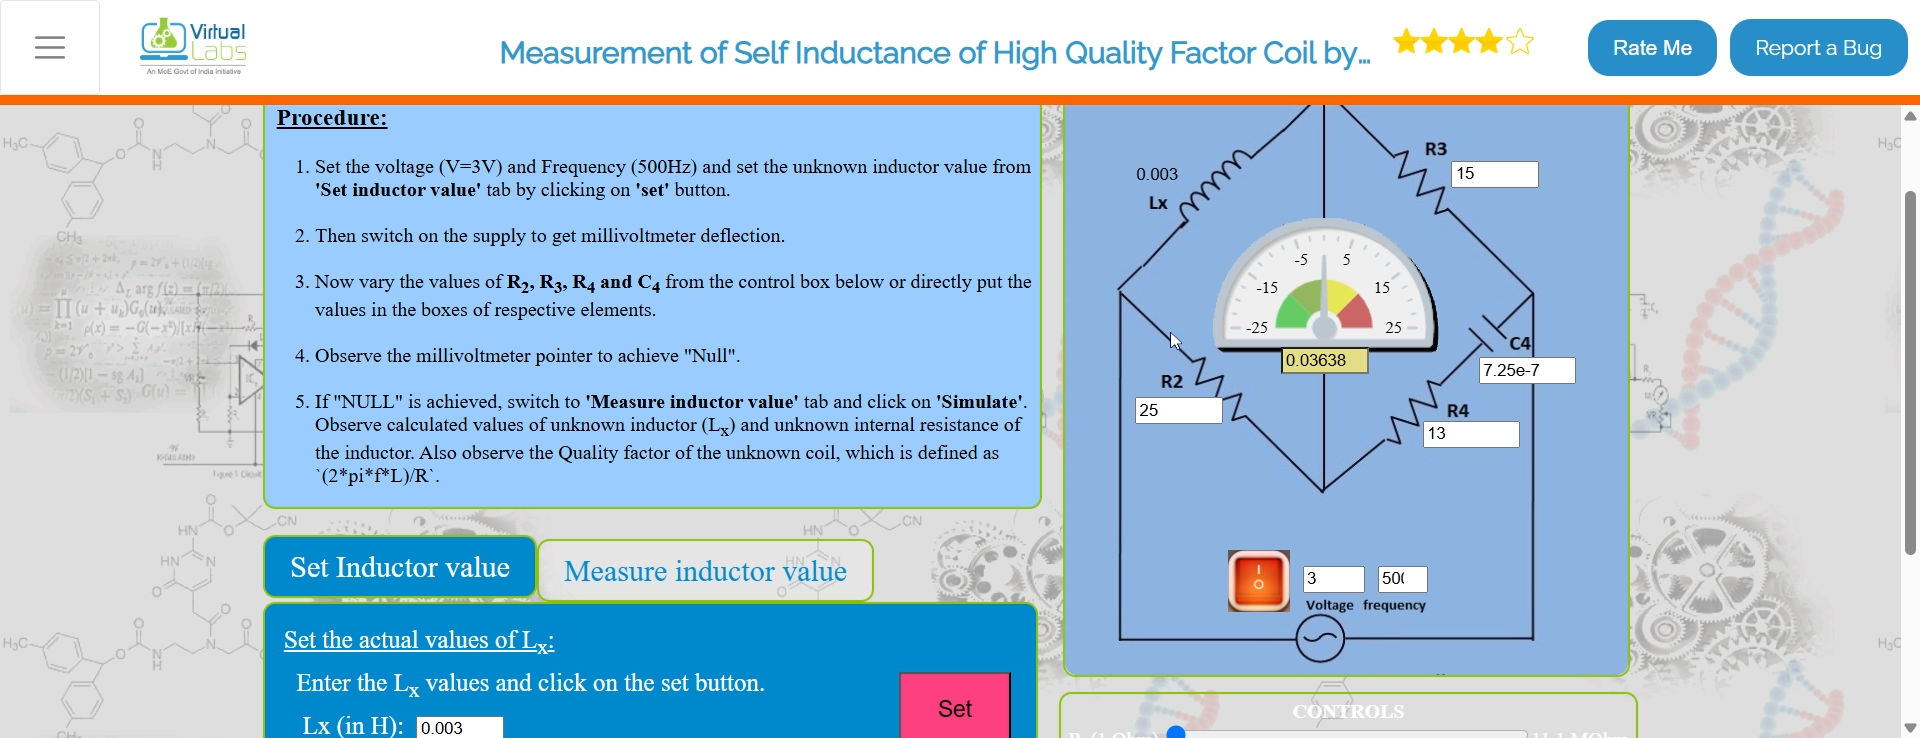 Virtual
Labs
An MoE Govt of India Initiative
Measurement of Self Inductance of High Quality Factor Coil by...
Rate Me
Report a Bug
Procedure:
1. Set the voltage (V=3V) and Frequency (500Hz) and set the unknown inductor value from
'Set inductor value' tab by clicking on 'set' button.
2. Then switch on the supply to get millivoltmeter deflection.
3. Now vary the values of R2, R3, R4 and C4 from the control box below or directly put the
values in the boxes of respective elements.
4. Observe the millivoltmeter pointer to achieve "Null".
5. If "NULL" is achieved, switch to 'Measure inductor value' tab and click on 'Simulate'.
Observe calculated values of unknown inductor (Lx) and unknown internal resistance of
the inductor. Also observe the Quality factor of the unknown coil, which is defined as
`(2*pi*f*L)/R`.
Set Inductor value
Measure inductor value
Set the actual values of Lx:
Enter the Lx values and click on the set button.
Lx (in H): 0.003
Set
0.003
Lx
R3
15
-5 5
-15 15
-25 25
0.03638
C4
7.25e-7
R2
25
R4
13
3
Voltage frequency
CONTROLS